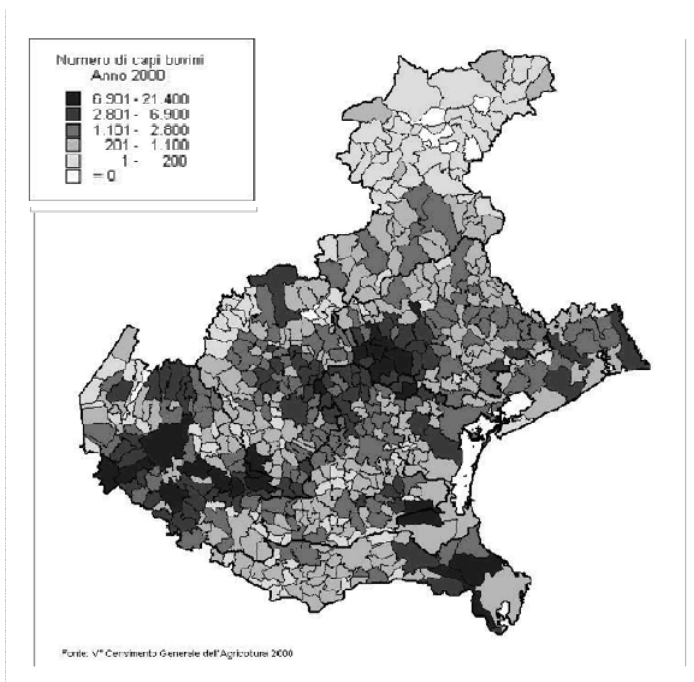 Numero di capi bovini
Anno 2000
6.901 - 21.400
2.801 - 6.900
1.101 - 2.800
201 - 1.100
1 - 200
= 0
Fonte: V° Censimento Generale dell'Agricoltura 2000